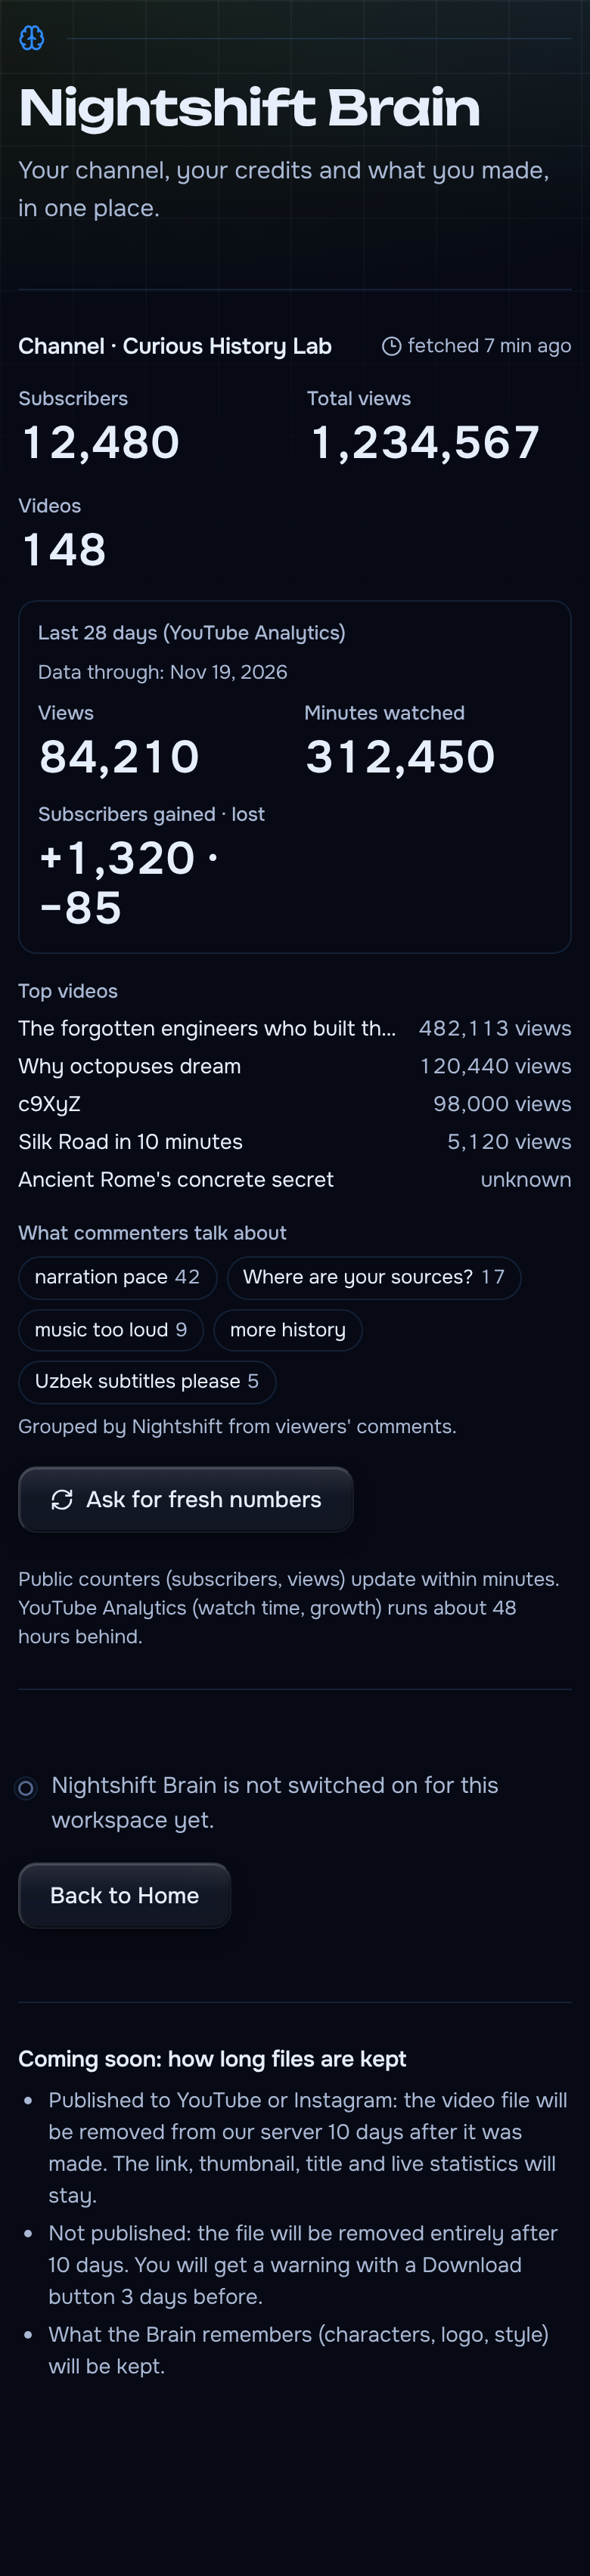 Nightshift Brain
Your channel, your credits and what you made,
in one place.
Channel · Curious History Lab
fetched 7 min ago
Subscribers
12,480
Total views
1,234,567
Videos
148
Last 28 days (YouTube Analytics)
Data through: Nov 19, 2026
Views
84,210
Minutes watched
312,450
Subscribers gained · lost
+1,320 ·
−85
Top videos
The forgotten engineers who built th... 482,113 views
Why octopuses dream 120,440 views
c9XyZ 98,000 views
Silk Road in 10 minutes 5,120 views
Ancient Rome's concrete secret unknown
What commenters talk about
narration pace 42
Where are your sources? 17
music too loud 9
more history
Uzbek subtitles please 5
Grouped by Nightshift from viewers' comments.
Ask for fresh numbers
Public counters (subscribers, views) update within minutes.
YouTube Analytics (watch time, growth) runs about 48
hours behind.
Nightshift Brain is not switched on for this
workspace yet.
Back to Home
Coming soon: how long files are kept
• Published to YouTube or Instagram: the video file will
be removed from our server 10 days after it was
made. The link, thumbnail, title and live statistics will
stay.
• Not published: the file will be removed entirely after
10 days. You will get a warning with a Download
button 3 days before.
• What the Brain remembers (characters, logo, style)
will be kept.